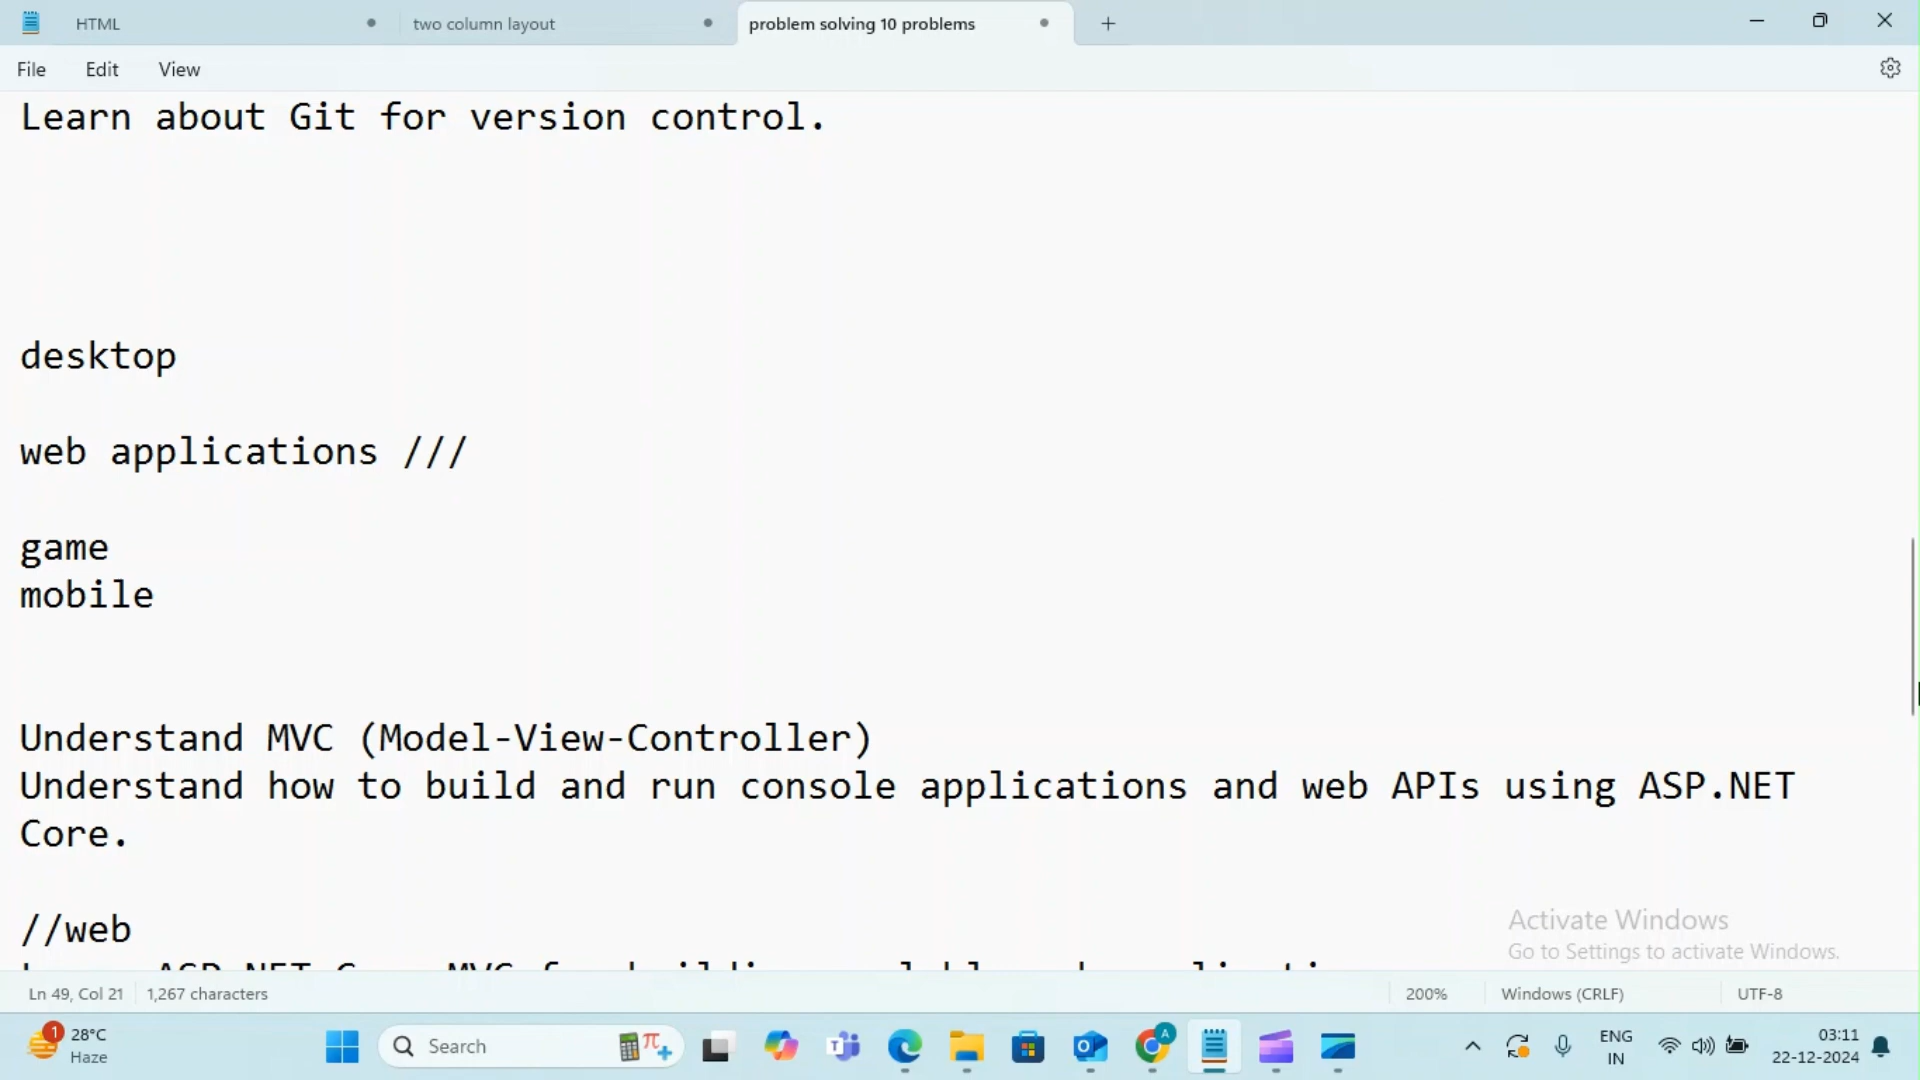 HTML
two column layout
problem solving 10 problems
File Edit View
Learn about Git for version control.
desktop
web applications ///
game
mobile
Understand MVC (Model-View-Controller)
Understand how to build and run console applications and web APIs using ASP.NET
Core.
//web
Activate Windows
Go to Settings to activate Windows.
Ln 49, Col 21 1,267 characters 200% Windows (CRLF) UTF-8
1
28°C
Haze
Search
A
ENG
IN
03:11
22-12-2024